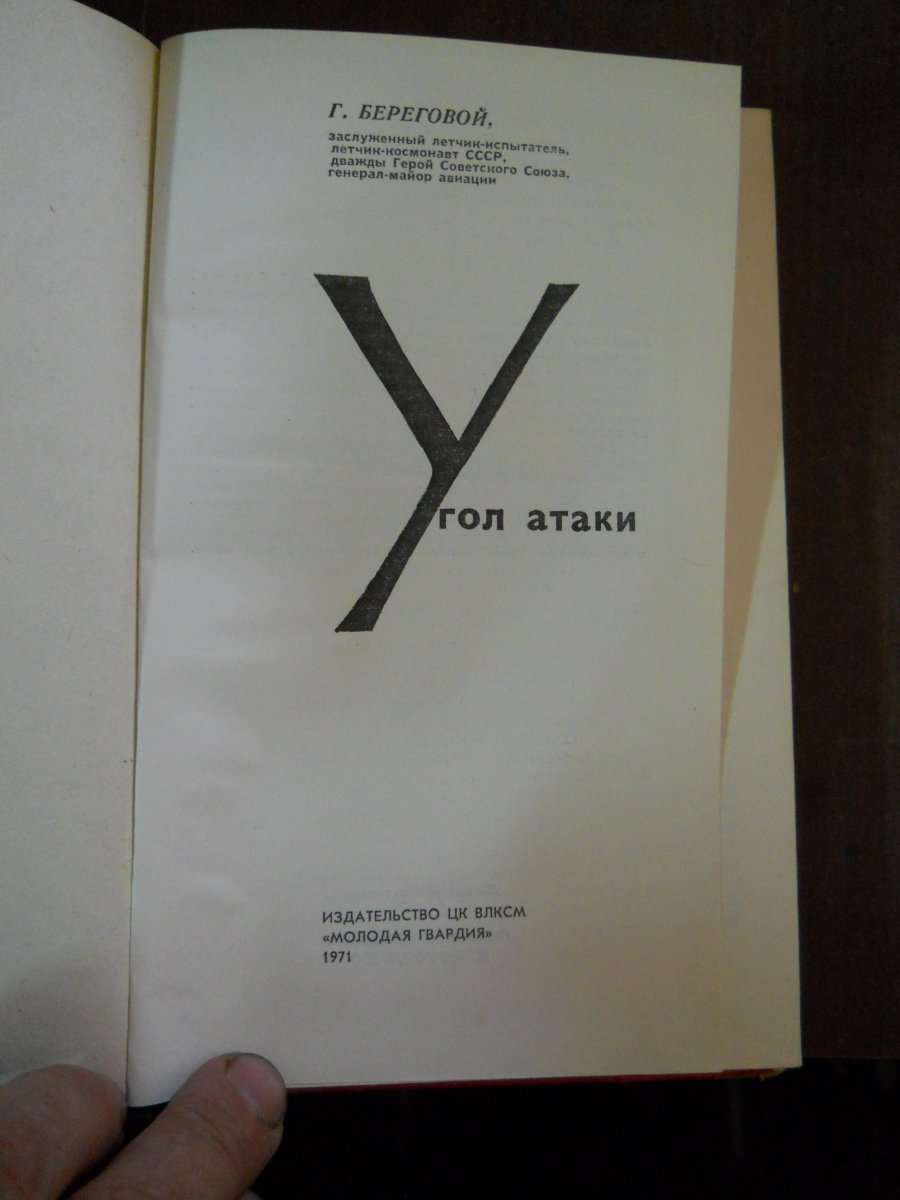 Г. БЕРЕГОВОЙ,
заслуженный летчик-испытатель,
летчик-космонавт СССР,
дважды Герой Советского Союза,
генерал-майор авиации
Угол атаки
ИЗДАТЕЛЬСТВО ЦК ВЛКСМ
«МОЛОДАЯ ГВАРДИЯ»
1971